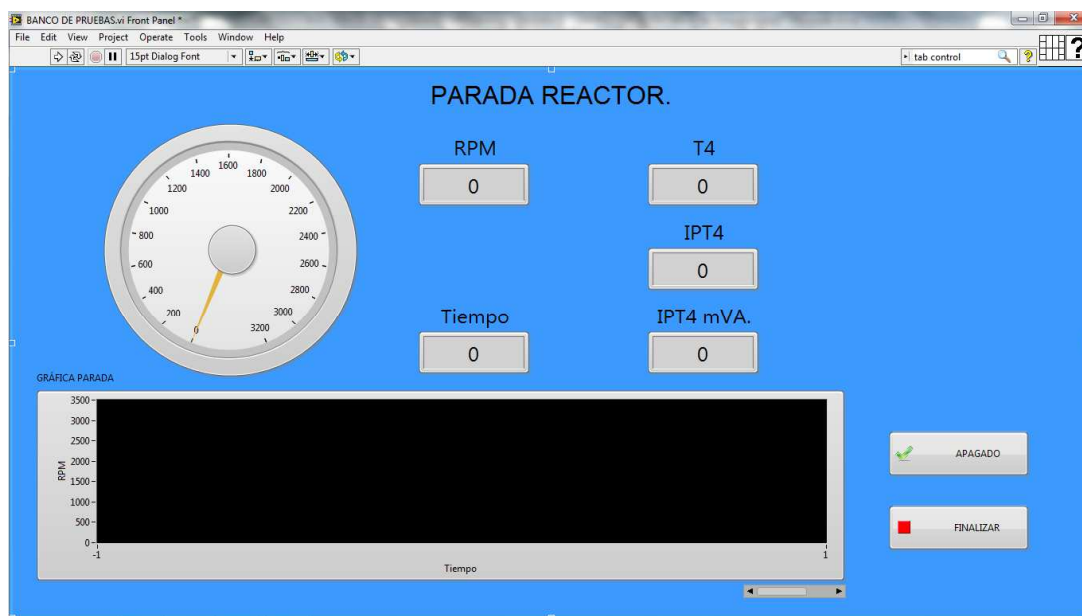 BANCO DE PRUEBAS.vi Front Panel *
File Edit View Project Operate Tools Window Help
15pt Dialog Font
tab control
?
?
PARADA REACTOR.
RPM
0
T4
0
IPT4
0
Tiempo
0
IPT4 mVA.
0
0
200
400
600
800
1000
1200
1400
1600
1800
2000
2200
2400
2600
2800
3000
3200
GRÁFICA PARADA
3500
3000
2500
2000
1500
1000
500
0
RPM
-1
1
Tiempo
APAGADO
FINALIZAR